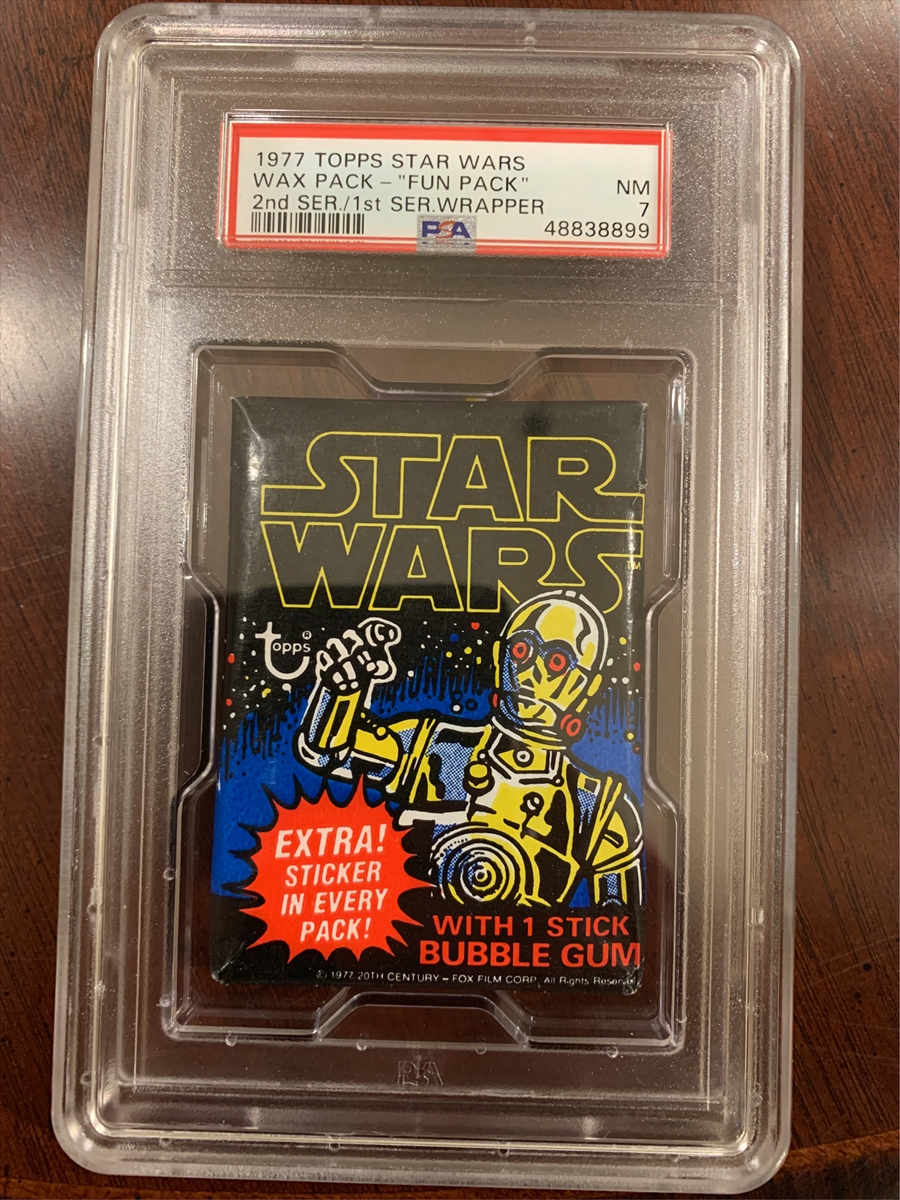 1977 TOPPS STAR WARS
WAX PACK - "FUN PACK" NM
2nd SER./1st SER.WRAPPER 7
PSA 48838899
STAR
WARS
TM
topps®
EXTRA!
STICKER
IN EVERY
PACK!
WITH 1 STICK
BUBBLE GUM
© 1977 20TH CENTURY – FOX FILM CORP. All Rights Reserved
PSA